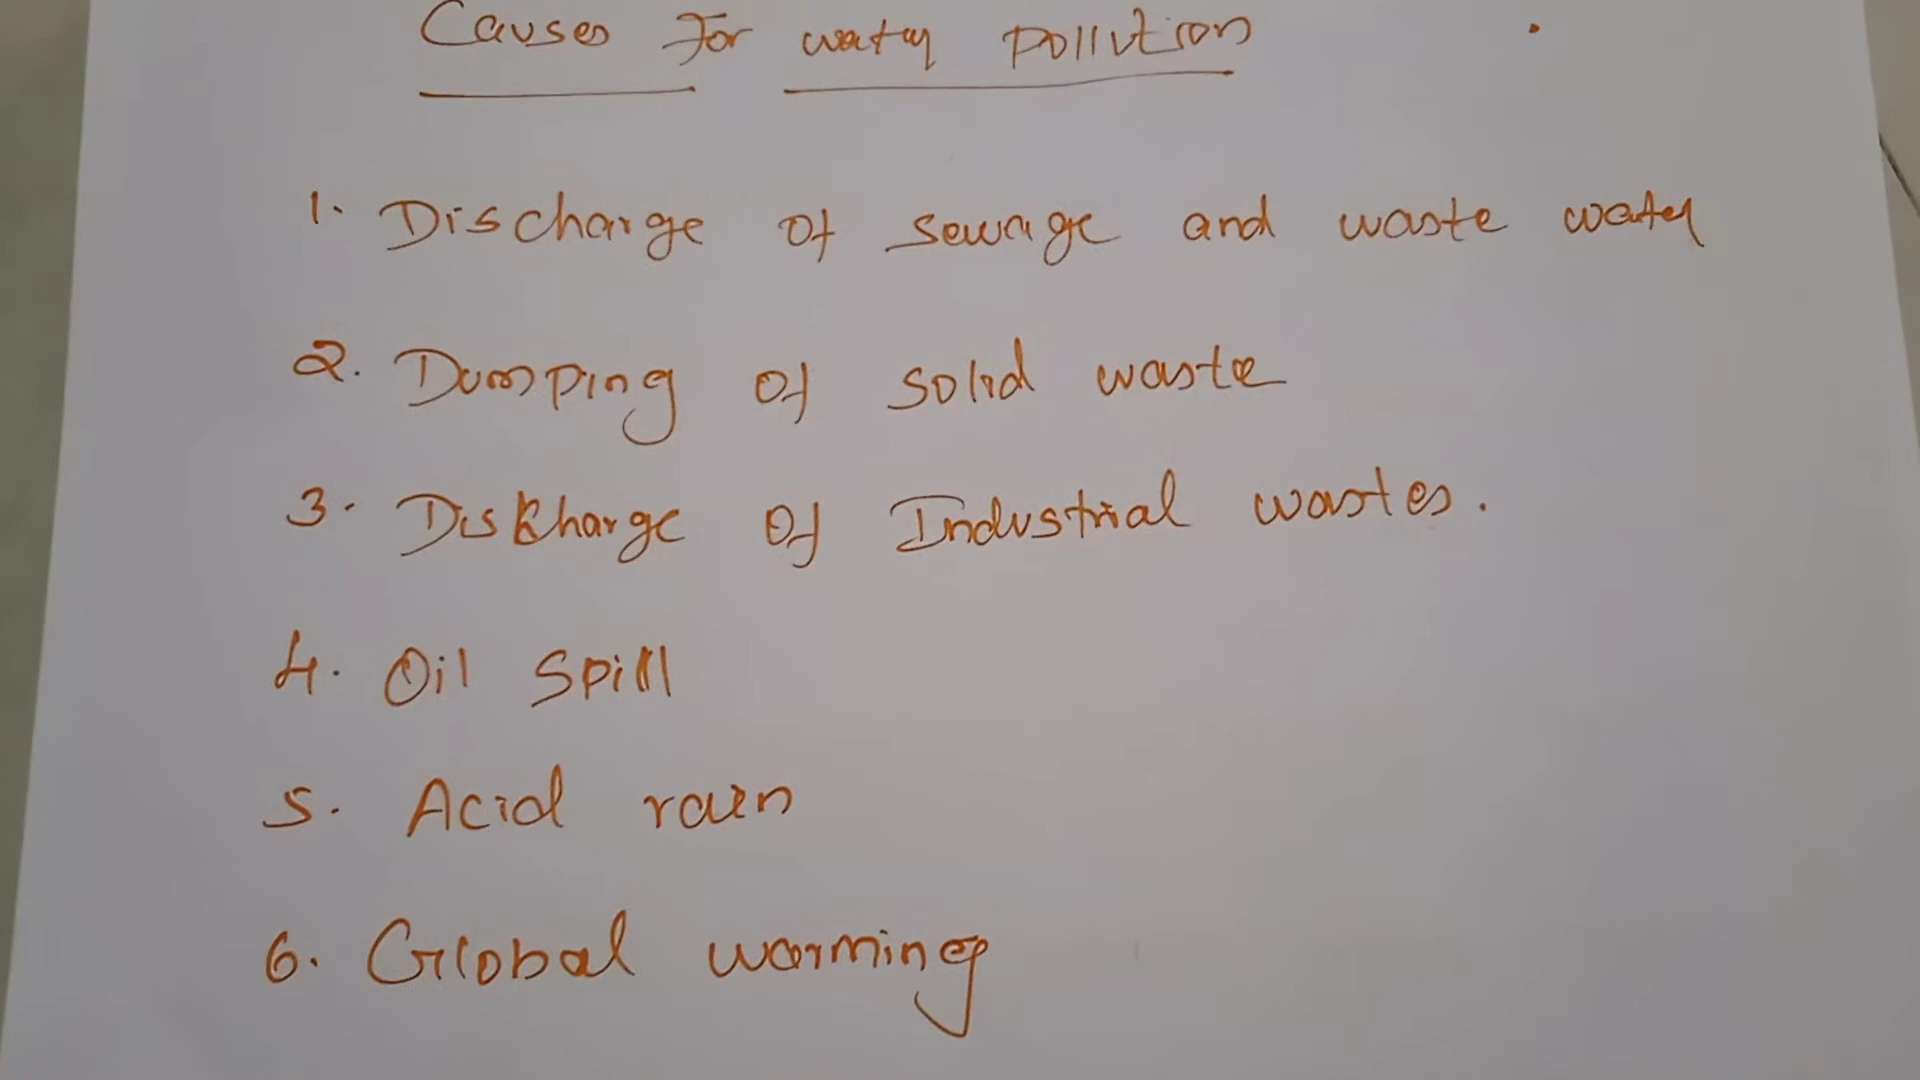 Causes for water pollution
1. Discharge of sewage and waste water
2. Dumping of solid waste
3. Discharge of Industrial wastes.
4. Oil spill
5. Acid rain
6. Global warming